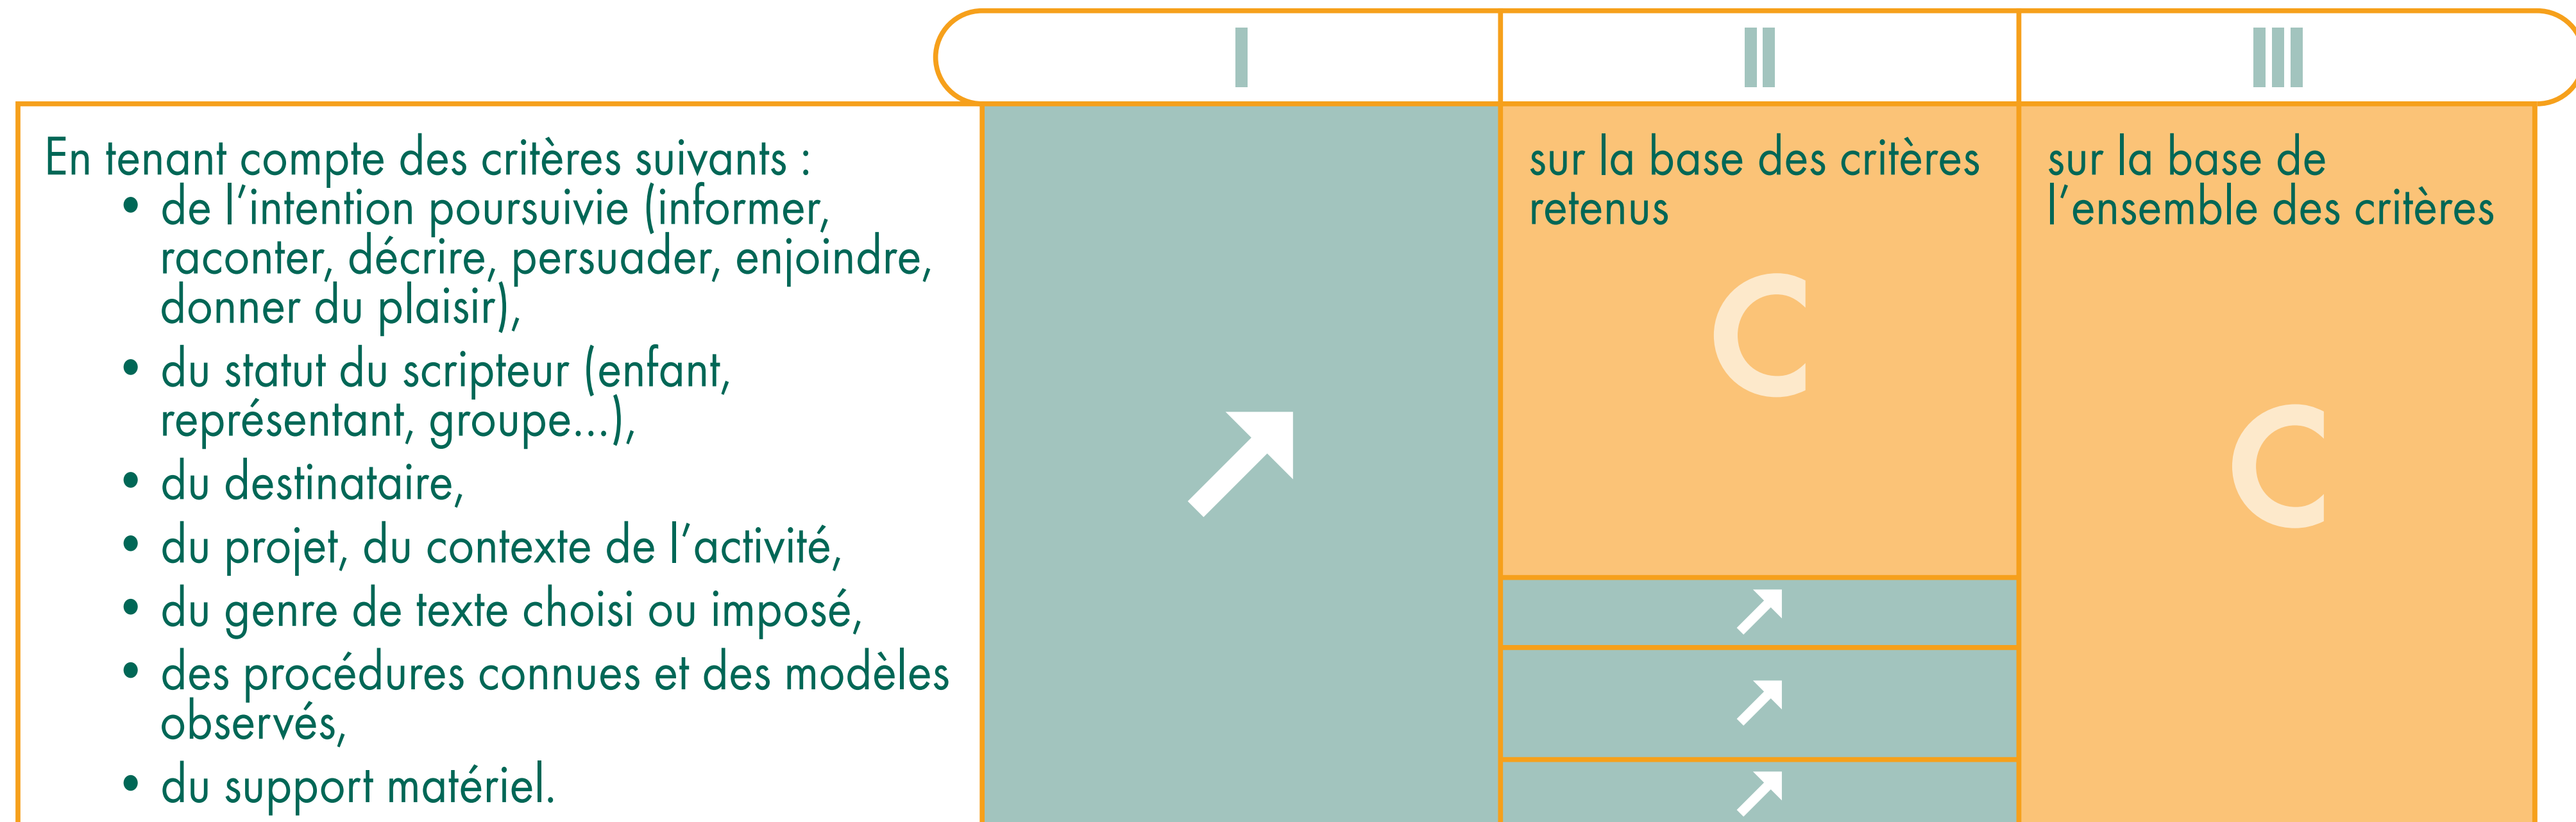 I
II
III
En tenant compte des critères suivants :
• de l’intention poursuivie (informer,
raconter, décrire, persuader, enjoindre,
donner du plaisir),
• du statut du scripteur (enfant,
représentant, groupe...),
• du destinataire,
• du projet, du contexte de l’activité,
• du genre de texte choisi ou imposé,
• des procédures connues et des modèles
observés,
• du support matériel.
sur la base des critères
retenus
C
sur la base de
l’ensemble des critères
C